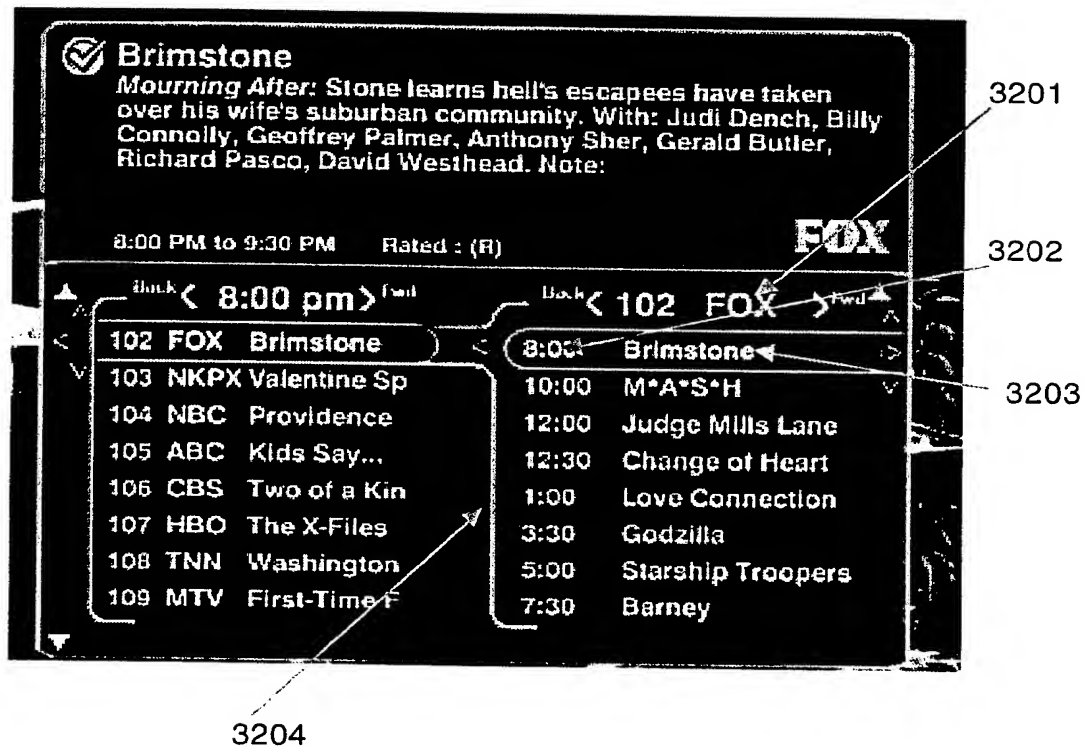 Brimstone
Mourning After: Stone learns hell's escapees have taken
over his wife's suburban community. With: Judi Dench, Billy
Connolly, Geoffrey Palmer, Anthony Sher, Gerald Butler,
Richard Pasco, David Westhead. Note:
8:00 PM to 9:30 PM Rated : (R)
FOX
Back < 8:00 pm > Fwd
102 FOX Brimstone
103 NKPX Valentine Sp
104 NBC Providence
105 ABC Kids Say...
106 CBS Two of a Kin
107 HBO The X-Files
108 TNN Washington
109 MTV First-Time F
Back < 102 FOX > Fwd
8:00 Brimstone
10:00 M*A*S*H
12:00 Judge Mills Lane
12:30 Change of Heart
1:00 Love Connection
3:30 Godzilla
5:00 Starship Troopers
7:30 Barney
3201
3202
3203
3204